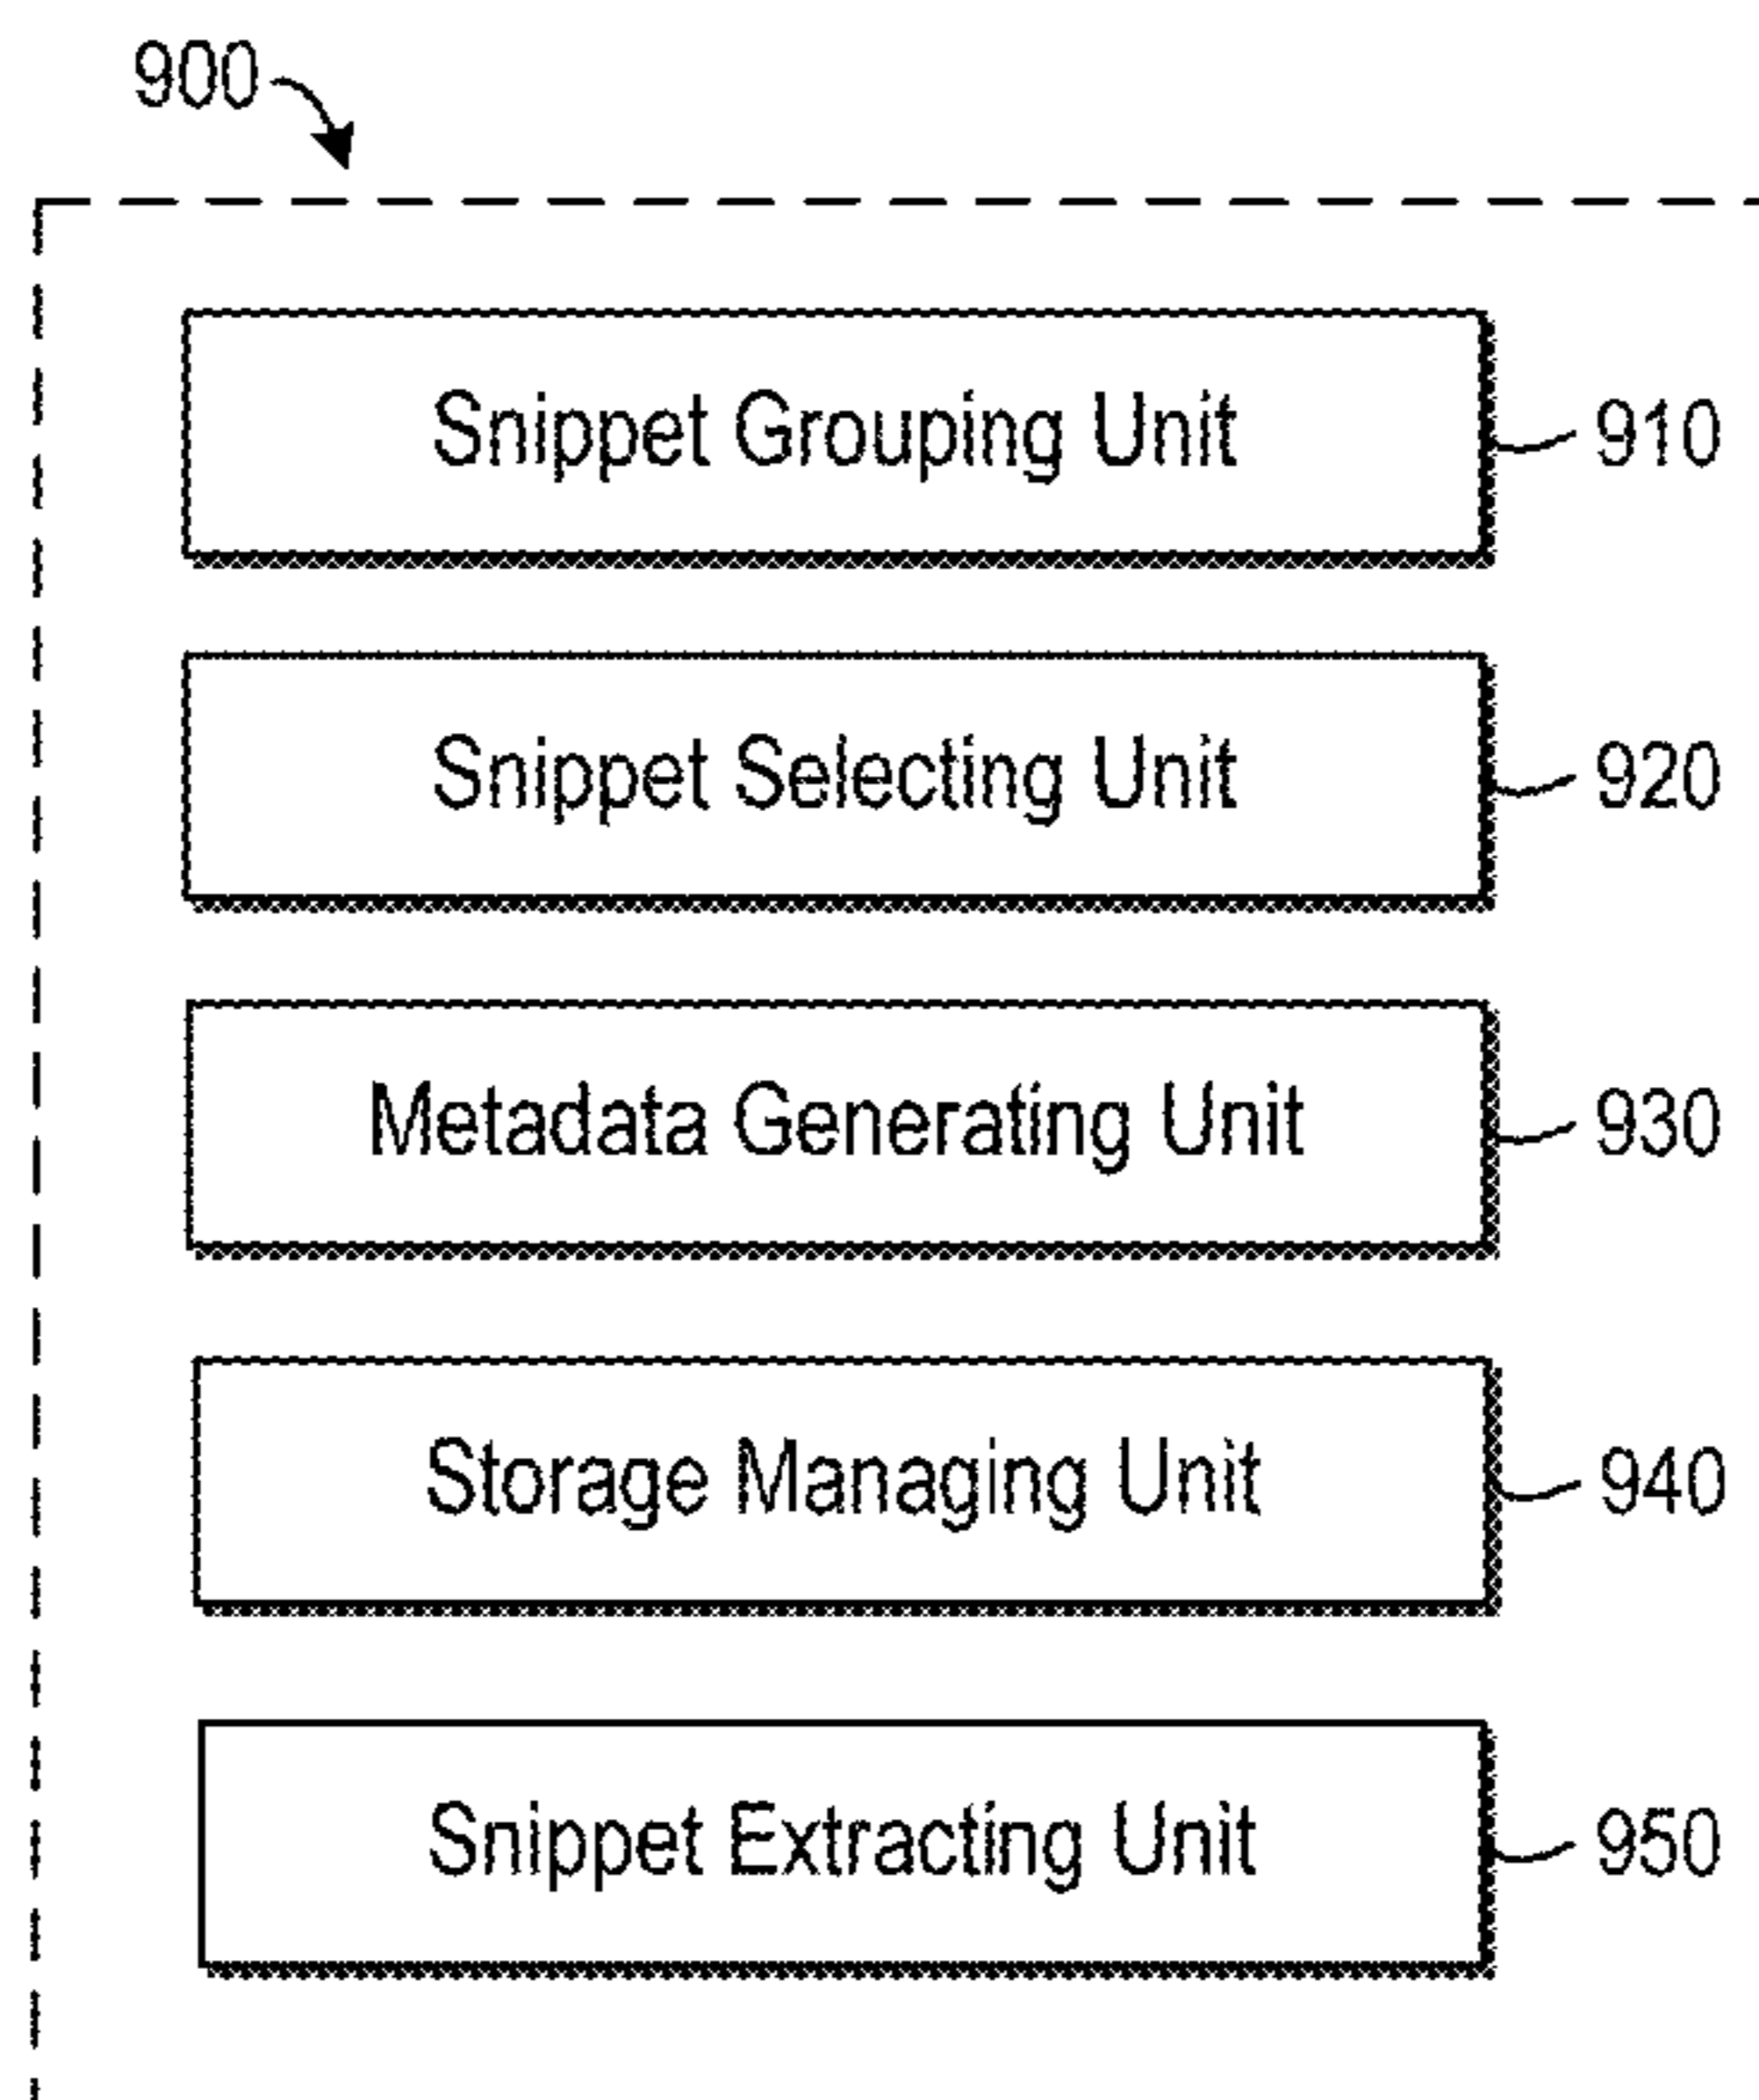 900
Snippet Grouping Unit 910
Snippet Selecting Unit 920
Metadata Generating Unit 930
Storage Managing Unit 940
Snippet Extracting Unit 950